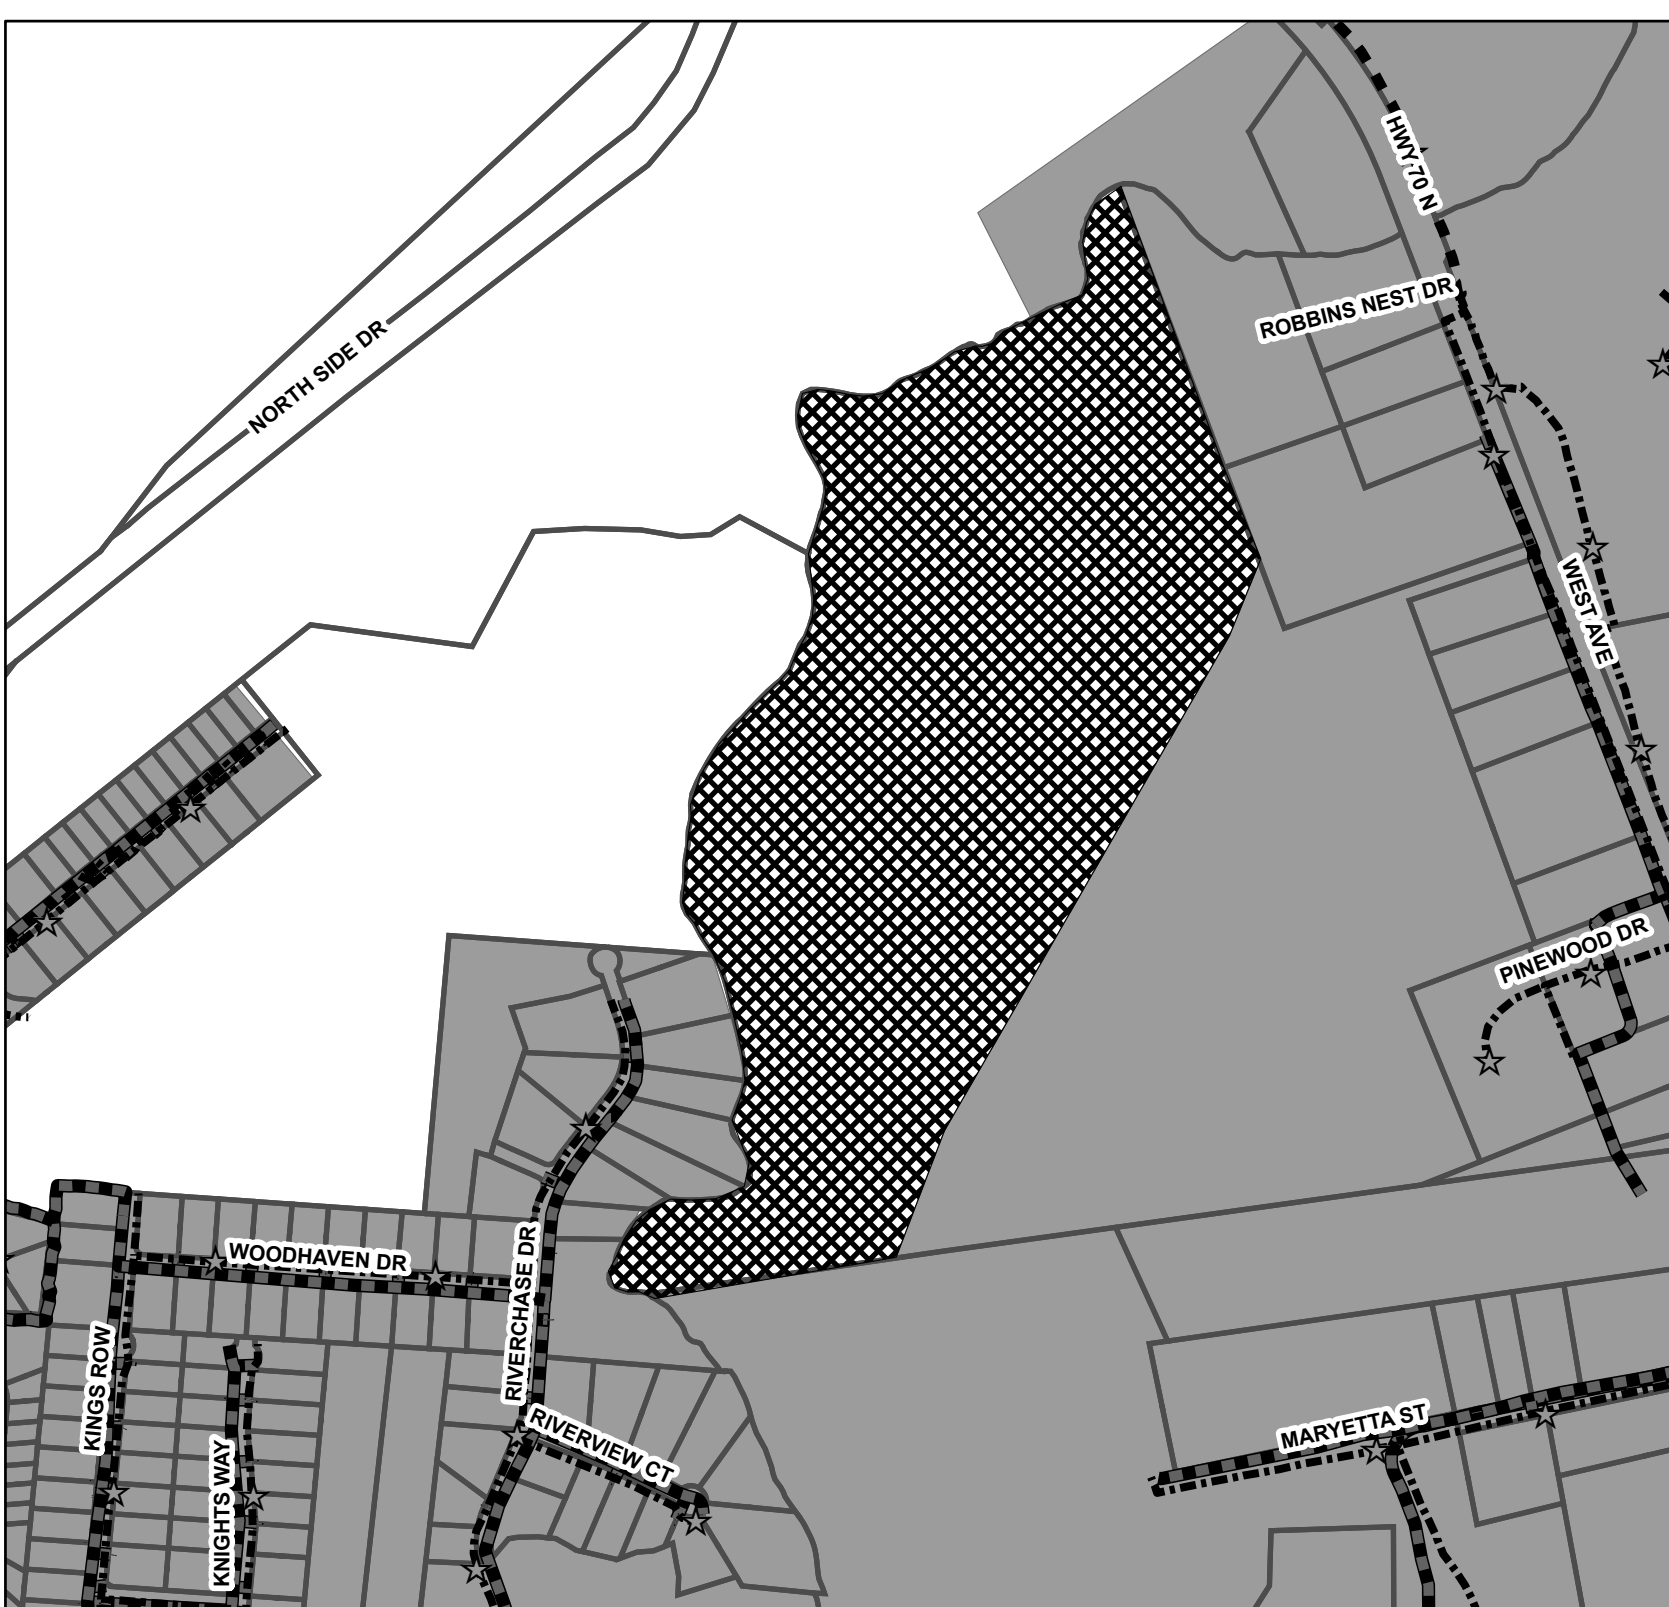 HWY 70 N
ROBBINS NEST DR
NORTH SIDE DR
WEST AVE
PINEWOOD DR
WOODHAVEN DR
RIVERCHASE DR
KINGS ROW
RIVERVIEW CT
MARYETTA ST
KNIGHTS WAY